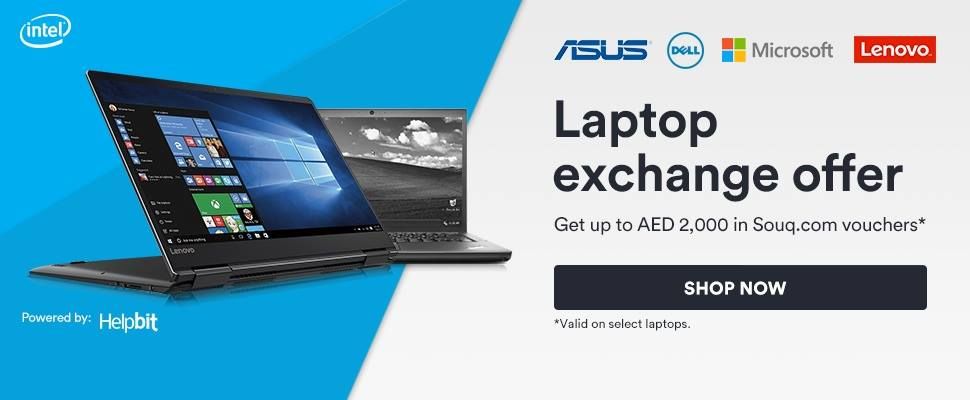 intel
ASUS
DELL
Microsoft
Lenovo
Laptop
exchange offer
Get up to AED 2,000 in Souq.com vouchers*
SHOP NOW
*Valid on select laptops.
Lenovo
Powered by: Helpbit